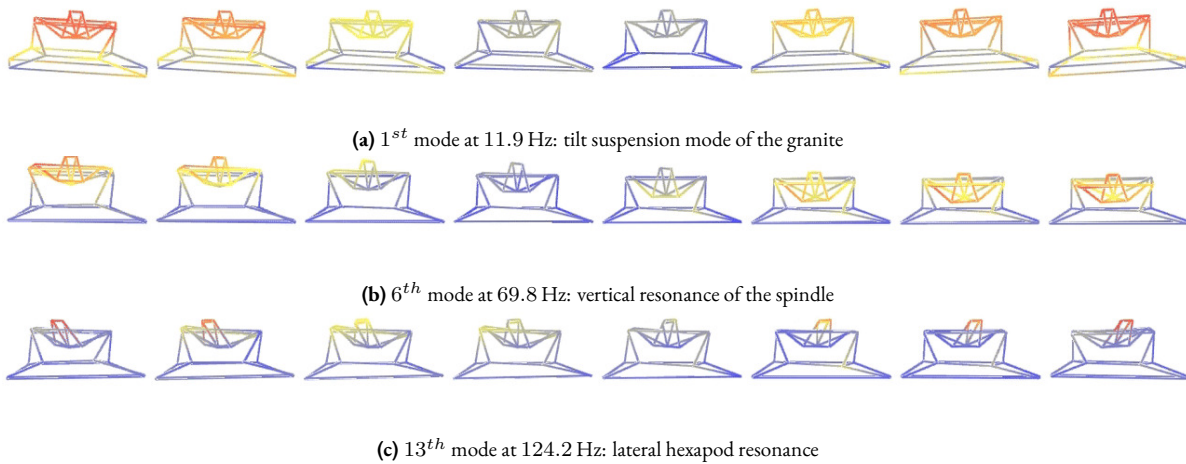 (a) 1st mode at 11.9 Hz: tilt suspension mode of the granite
(b) 6th mode at 69.8 Hz: vertical resonance of the spindle
(c) 13th mode at 124.2 Hz: lateral hexapod resonance